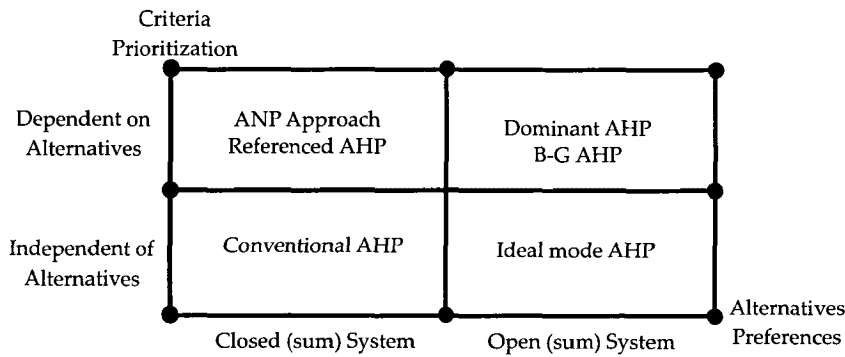 Criteria
Prioritization
Dependent on
Alternatives
ANP Approach
Referenced AHP
Dominant AHP
B-G AHP
Independent of
Alternatives
Conventional AHP
Ideal mode AHP
Closed (sum) System
Open (sum) System
Alternatives
Preferences